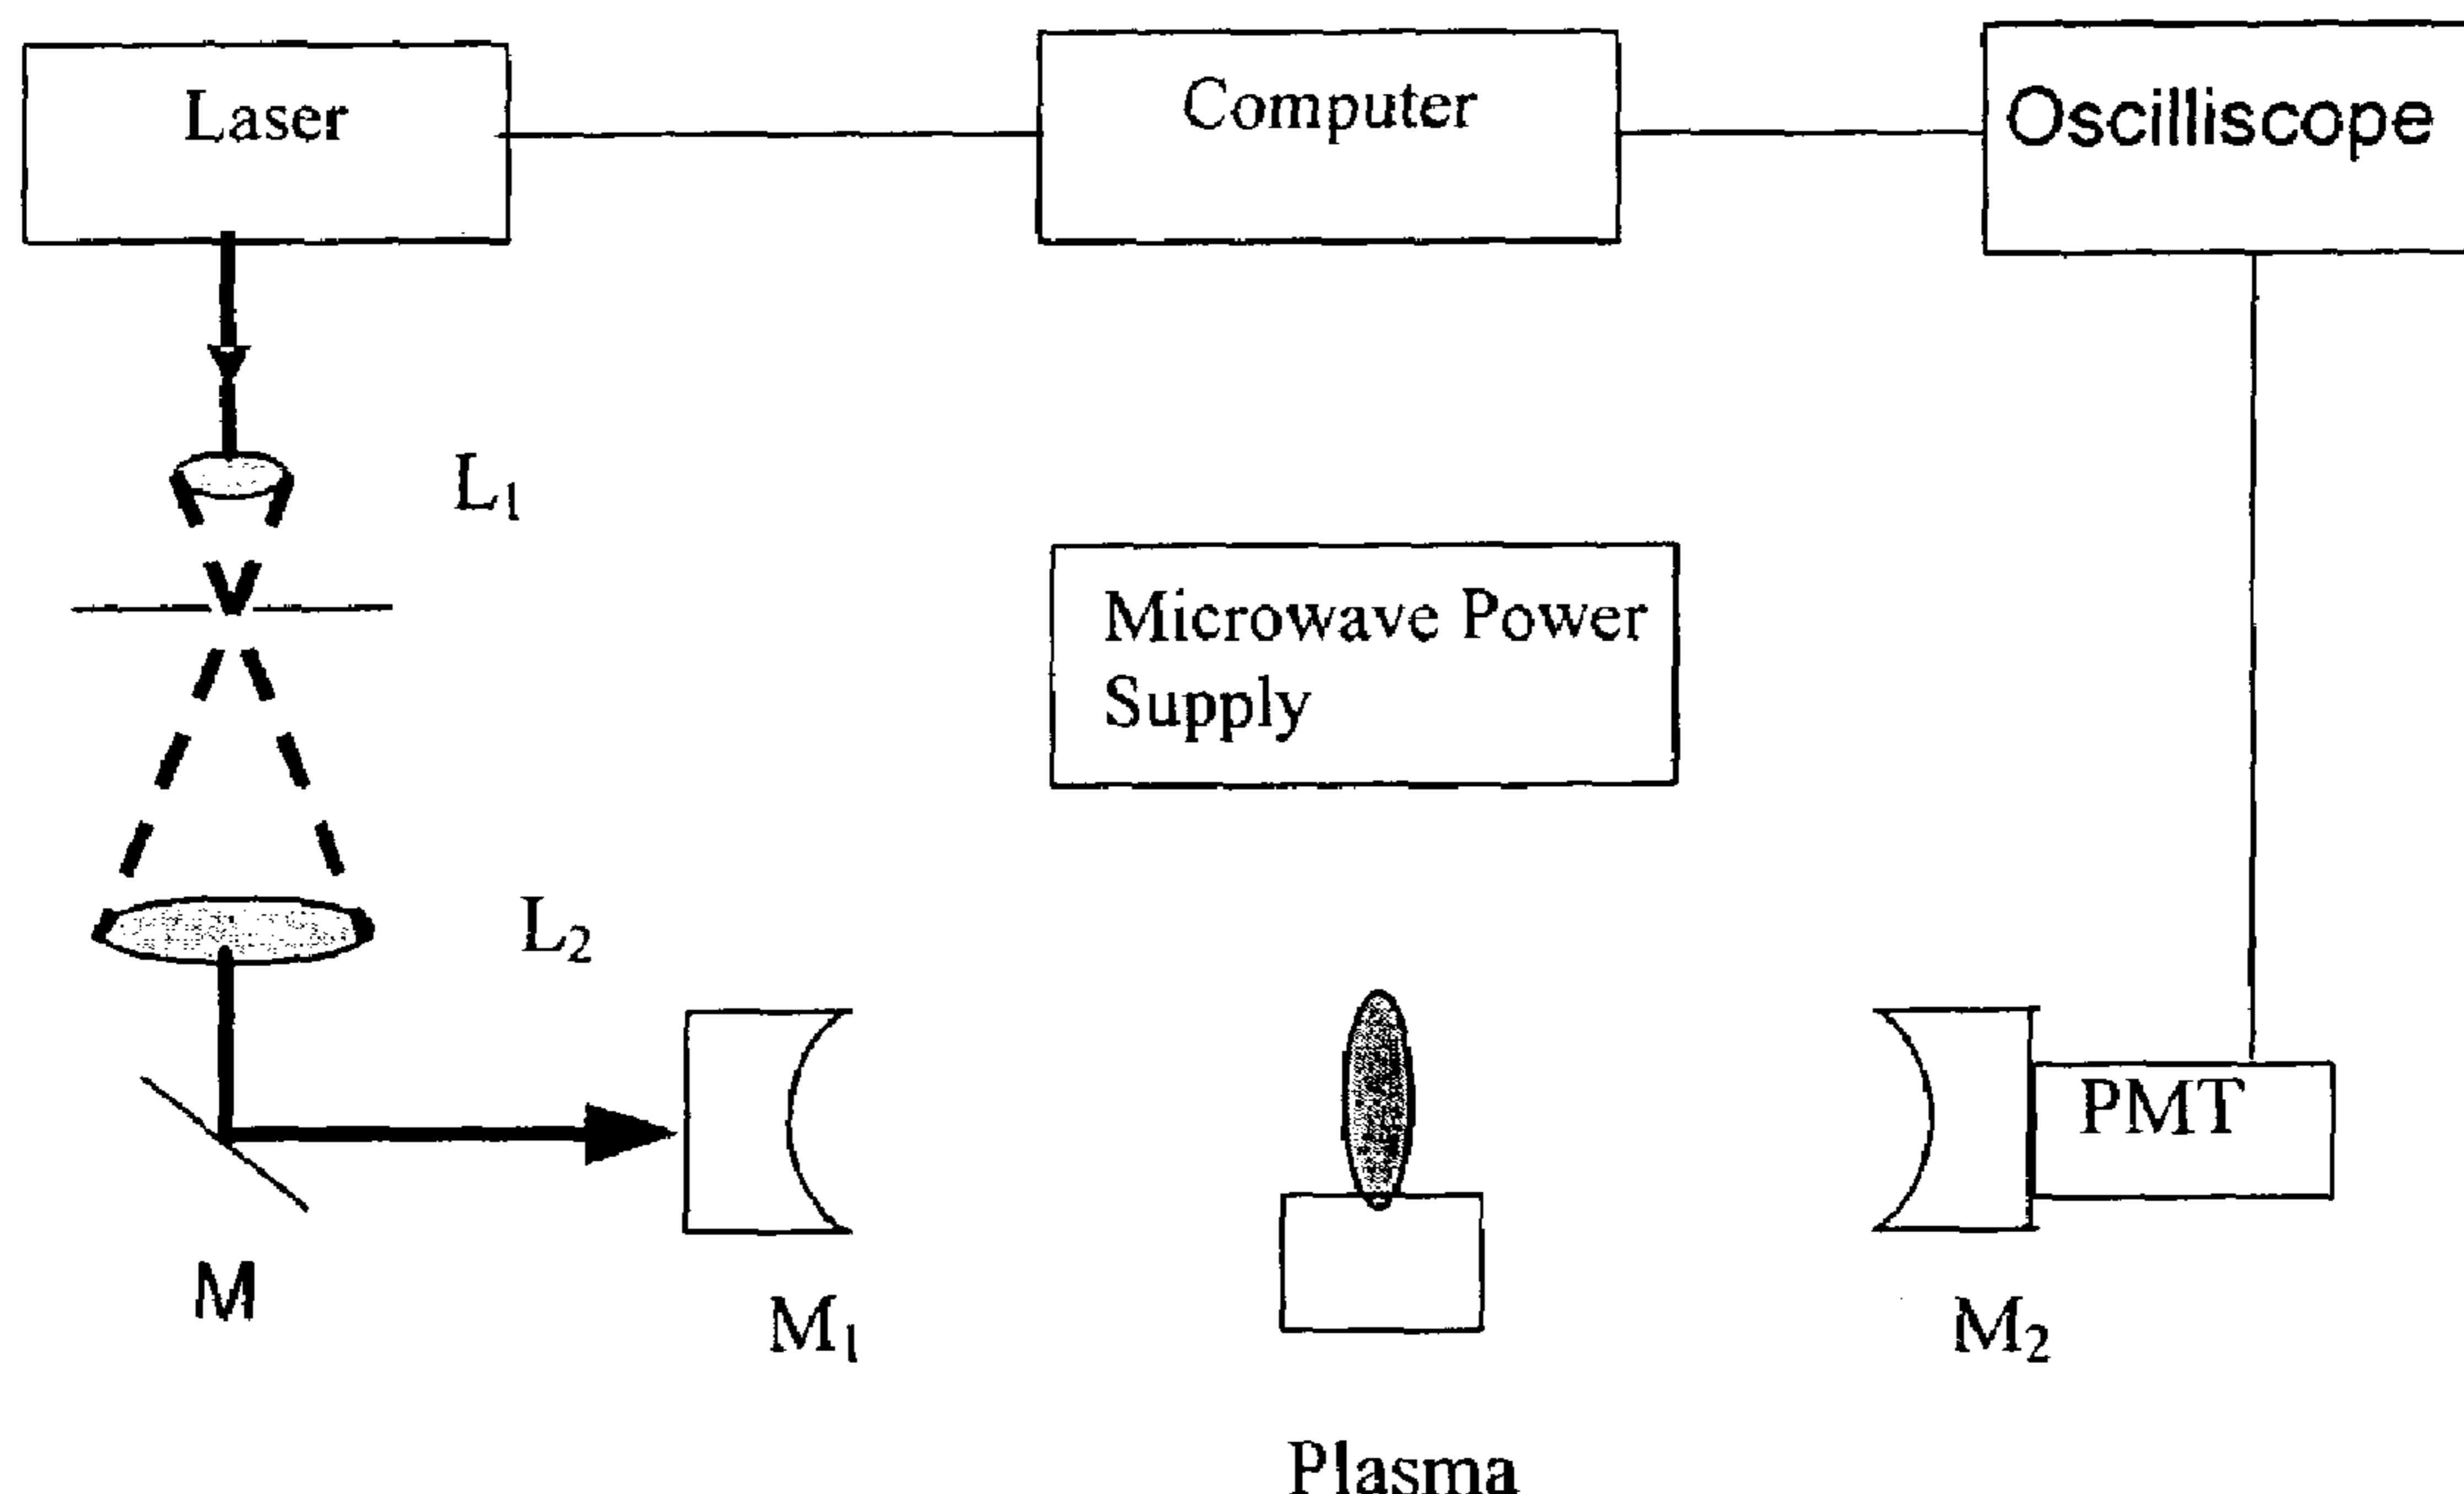 Laser
Computer
Oscilliscope
L₁
Microwave Power
Supply
L₂
PMT
M
M₁
M₂
Plasma